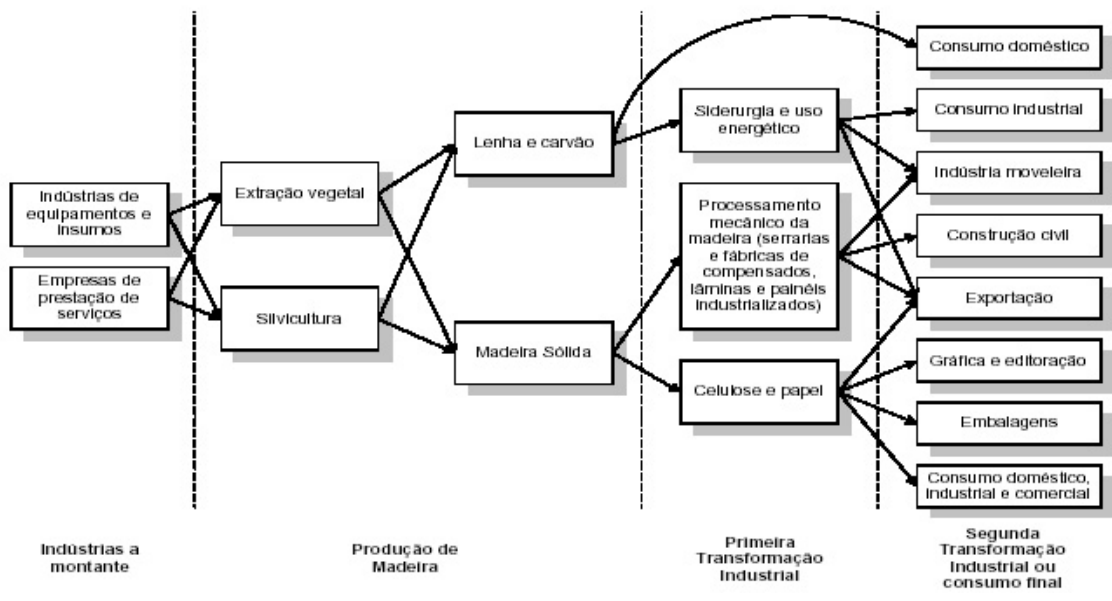 Indústrias de
equipamentos e
insumos
Empresas de
prestação de
serviços
Extração vegetal
Silvicultura
Lenha e carvão
Madeira Sólida
Siderurgia e uso
energético
Processamento
mecânico da
madeira (serrarias
e fábricas de
compensados,
lâminas e painéis
industrializados)
Celulose e papel
Consumo doméstico
Consumo industrial
Indústria moveleira
Construção civil
Exportação
Gráfica e editoração
Embalagens
Consumo doméstico,
industrial e comercial
Indústrias a
montante
Produção de
Madeira
Primeira
Transformação
Industrial
Segunda
Transformação
Industrial ou
consumo final